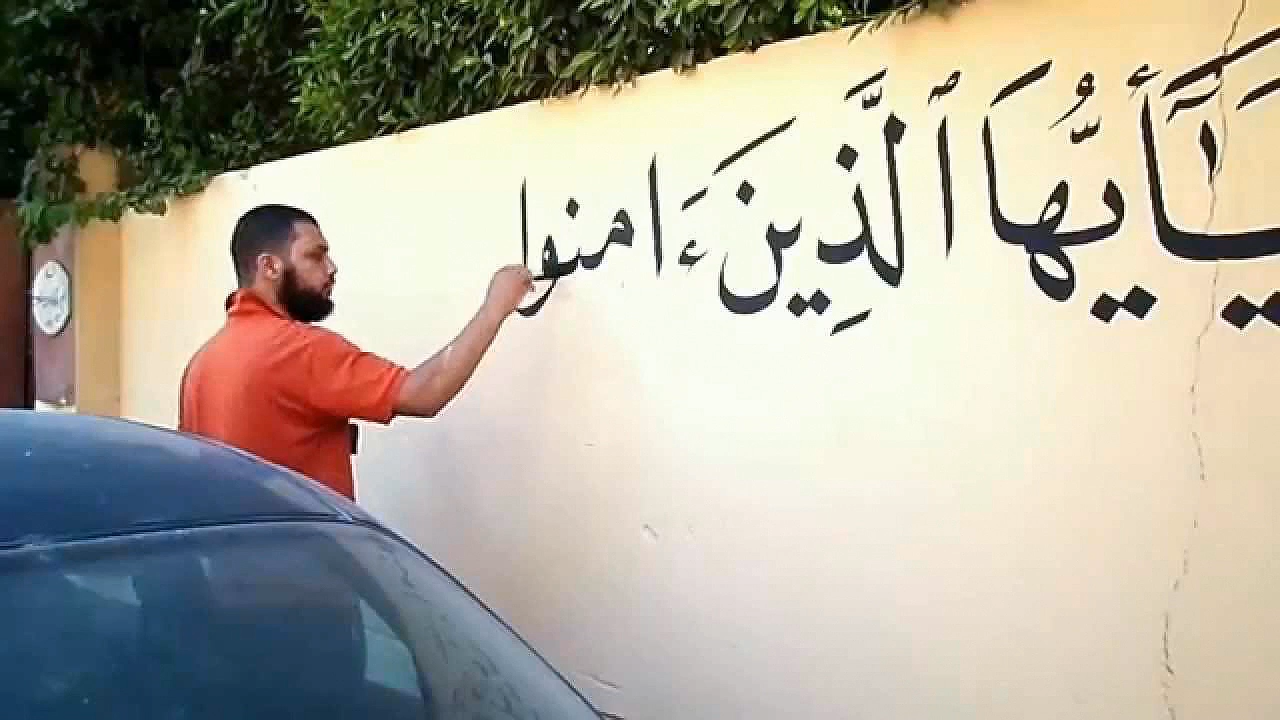 يَـٰٓأَيُّهَا ٱلَّذِينَ ءَامنوا